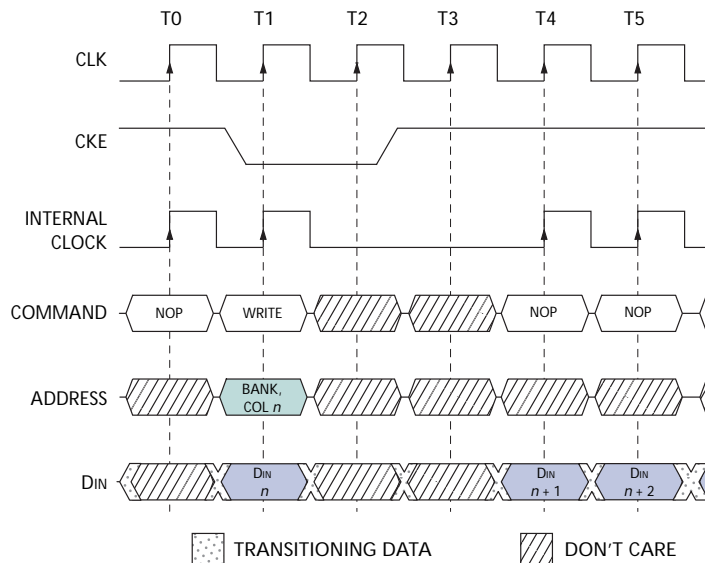 T0 T1 T2 T3 T4 T5
CLK
CKE
INTERNAL
CLOCK
COMMAND NOP WRITE NOP NOP
ADDRESS BANK,
COL n
DIN DIN DIN DIN
n n + 1 n + 2
TRANSITIONING DATA DON'T CARE